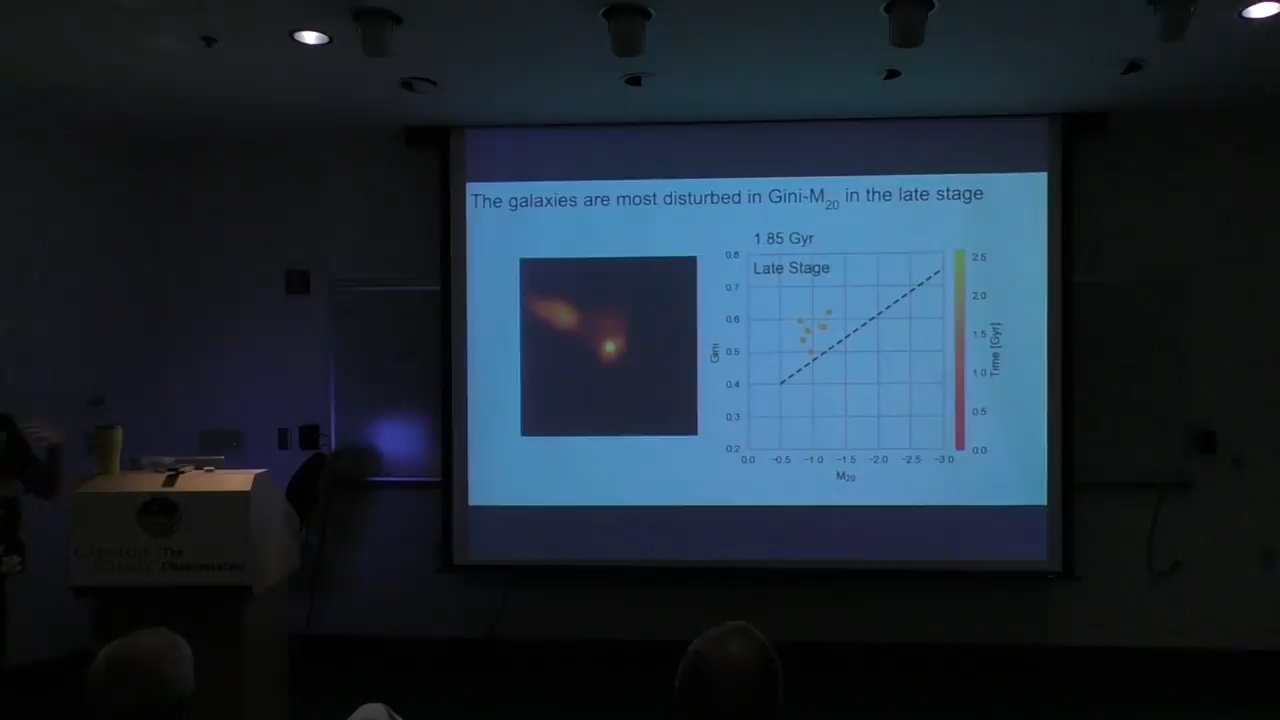 The galaxies are most disturbed in Gini-M20 in the late stage
1.85 Gyr
Late Stage
0.8
0.7
0.6
0.5
0.4
0.3
0.2
Gini
0.0 -0.5 -1.0 -1.5 -2.0 -2.5 -3.0
M20
2.5
2.0
1.5
1.0
0.5
0.0
Time [Gyr]
The
Observatories